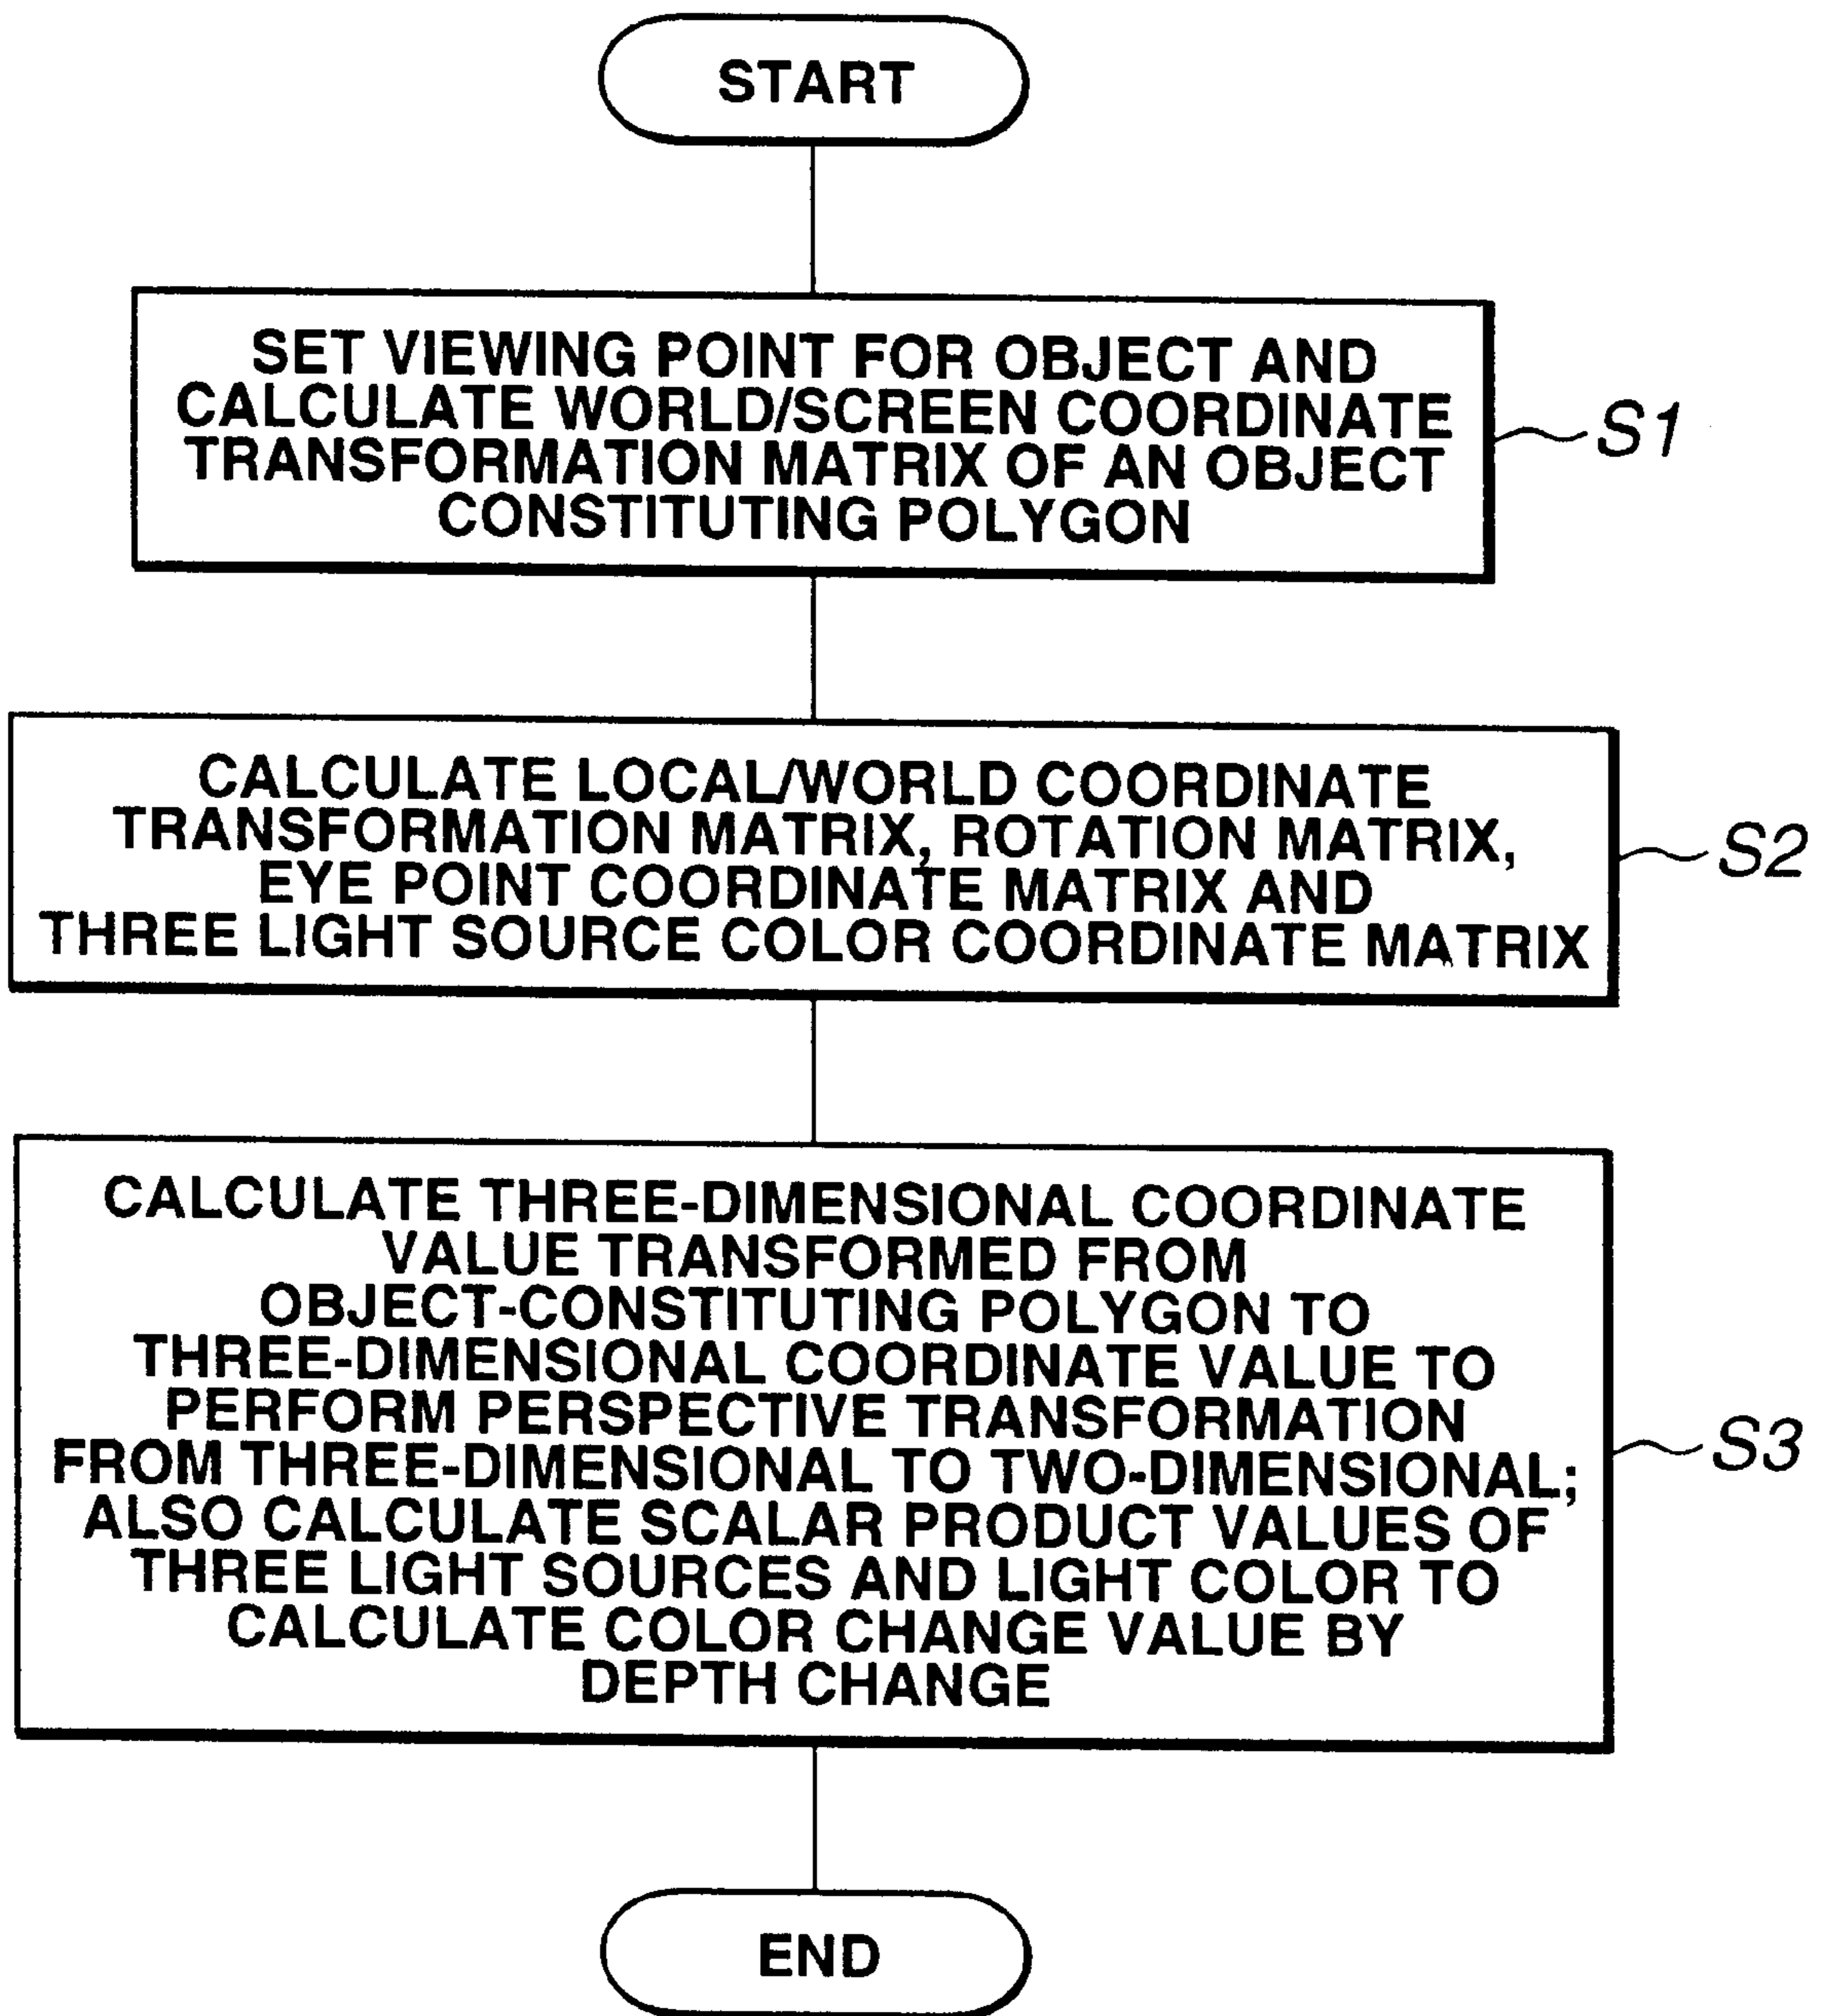 START
SET VIEWING POINT FOR OBJECT AND
CALCULATE WORLD/SCREEN COORDINATE
TRANSFORMATION MATRIX OF AN OBJECT
CONSTITUTING POLYGON
S1
CALCULATE LOCAL/WORLD COORDINATE
TRANSFORMATION MATRIX, ROTATION MATRIX,
EYE POINT COORDINATE MATRIX AND
THREE LIGHT SOURCE COLOR COORDINATE MATRIX
S2
CALCULATE THREE-DIMENSIONAL COORDINATE
VALUE TRANSFORMED FROM
OBJECT-CONSTITUTING POLYGON TO
THREE-DIMENSIONAL COORDINATE VALUE TO
PERFORM PERSPECTIVE TRANSFORMATION
FROM THREE-DIMENSIONAL TO TWO-DIMENSIONAL;
ALSO CALCULATE SCALAR PRODUCT VALUES OF
THREE LIGHT SOURCES AND LIGHT COLOR TO
CALCULATE COLOR CHANGE VALUE BY
DEPTH CHANGE
S3
END